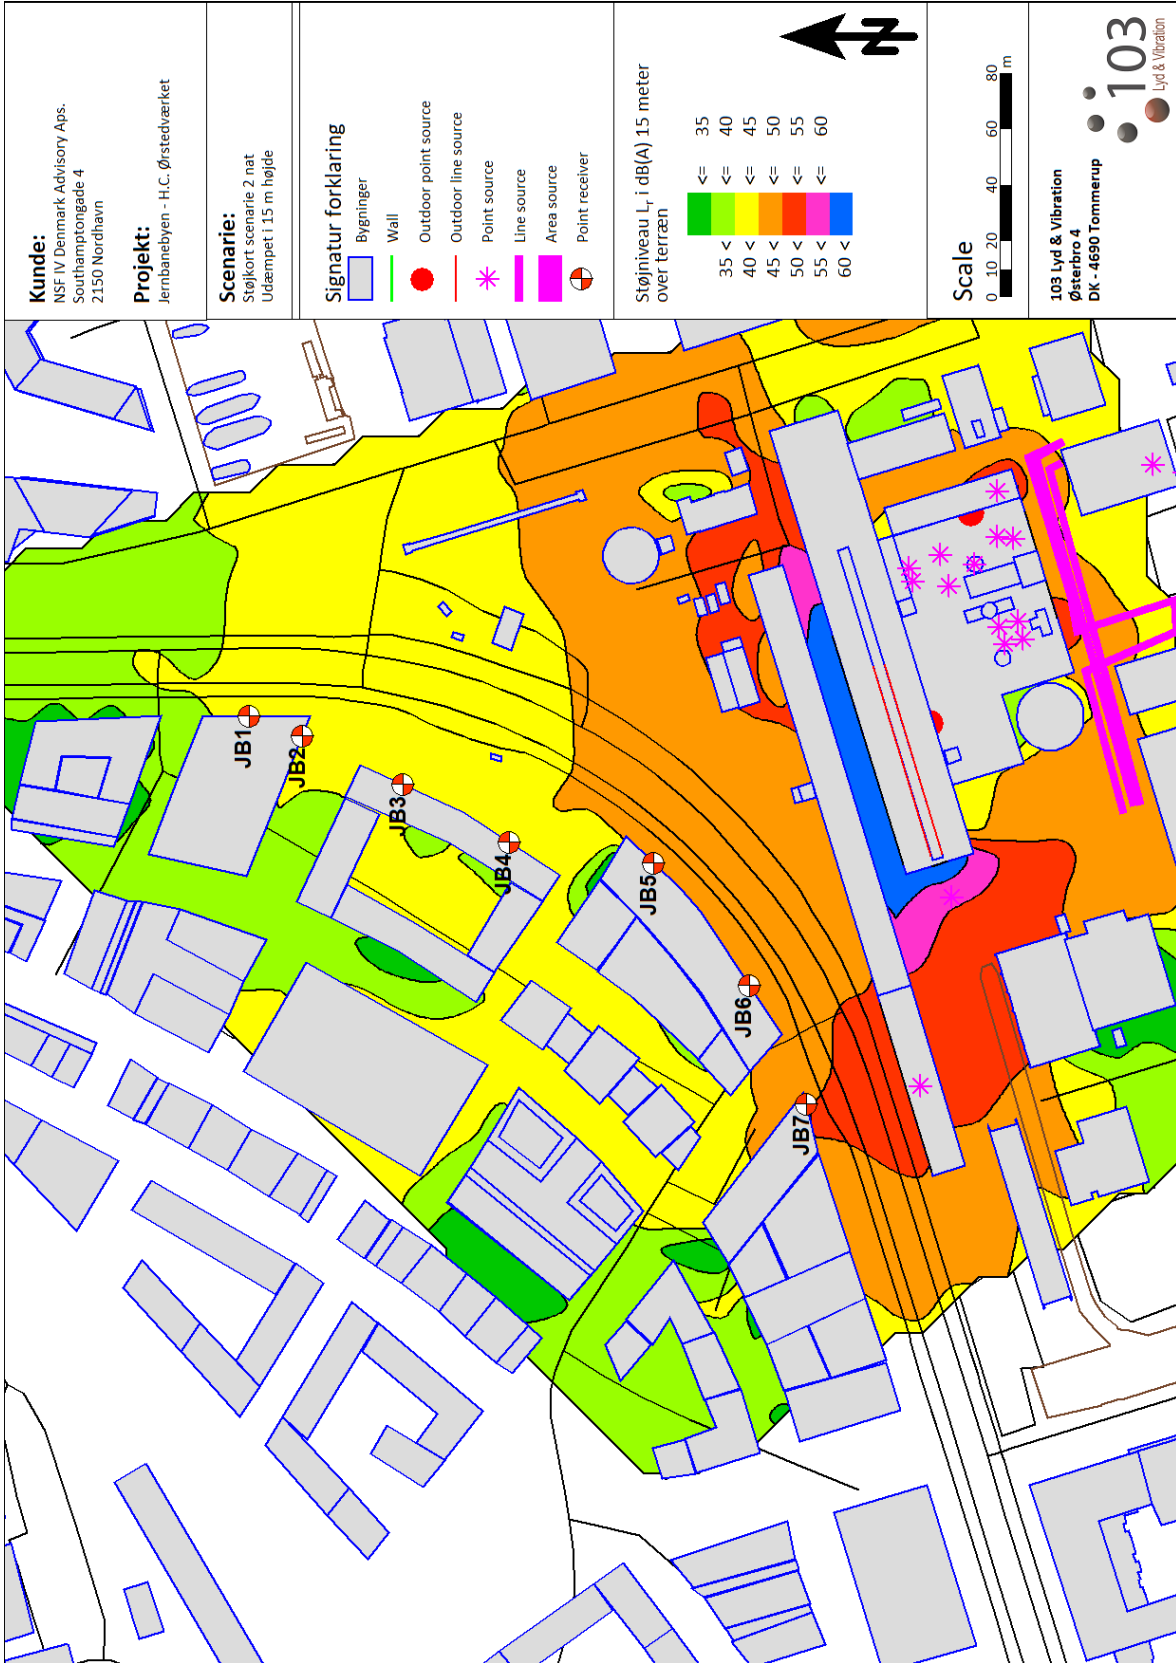 Kunde:
NSF IV Denmark Advisory Aps.
Southamptongade 4
2150 Nordhavn
Projekt:
Jernbanebyen - H.C. Ørstedværket
Scenarie:
Støjkort scenarie 2 nat
Udæmpet i 15 m højde
Signatur forklaring
Bygninger
Wall
Outdoor point source
Outdoor line source
Point source
Line source
Area source
Point receiver
Støjniveau Lr i dB(A) 15 meter
over terræn
<= 35
35 < <= 40
40 < <= 45
45 < <= 50
50 < <= 55
55 < <= 60
60 <
N
Scale
0 10 20 40 60 80
m
103 Lyd & Vibration
Østerbro 4
DK - 4690 Tommerup
103
Lyd & Vibration
JB1
JB2
JB3
JB4
JB5
JB6
JB7